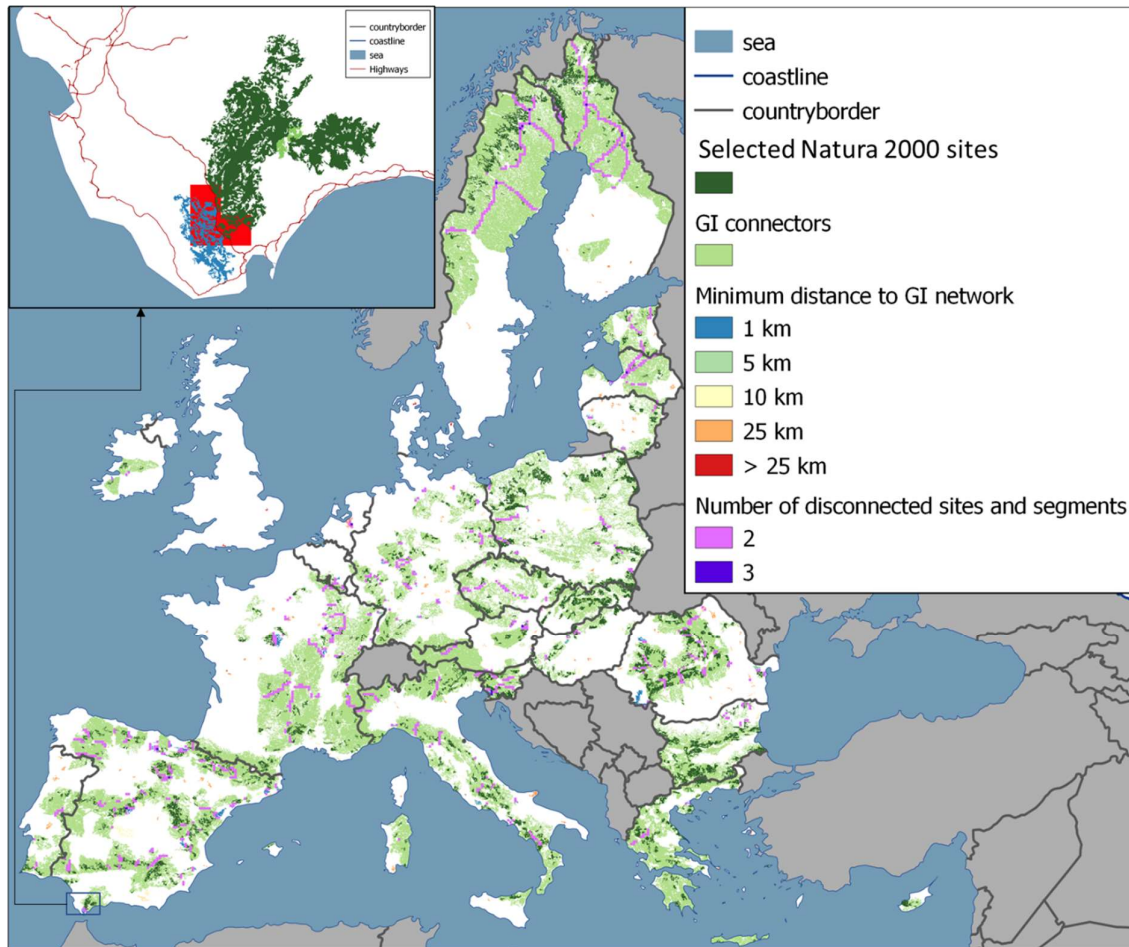 countryborder
coastline
sea
Highways
sea
coastline
countryborder
Selected Natura 2000 sites
GI connectors
Minimum distance to GI network
1 km
5 km
10 km
25 km
> 25 km
Number of disconnected sites and segments
2
3